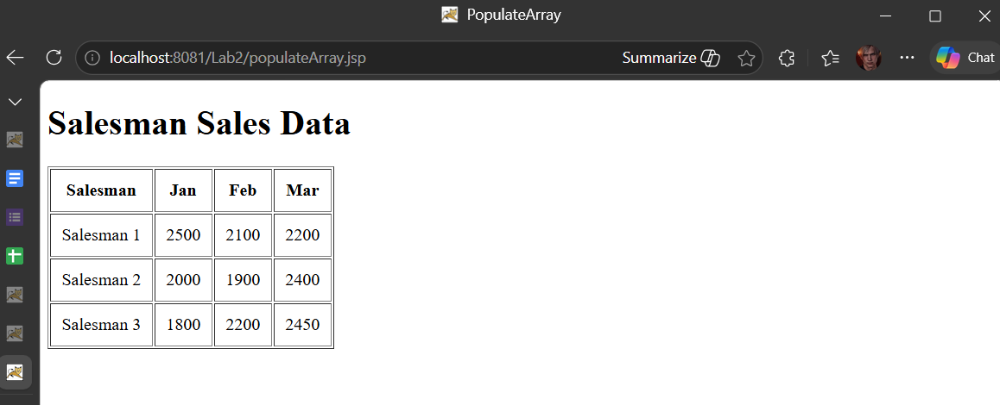 PopulateArray
localhost:8081/Lab2/populateArray.jsp Summarize Chat
Salesman Sales Data
Salesman Jan Feb Mar
Salesman 1 2500 2100 2200
Salesman 2 2000 1900 2400
Salesman 3 1800 2200 2450